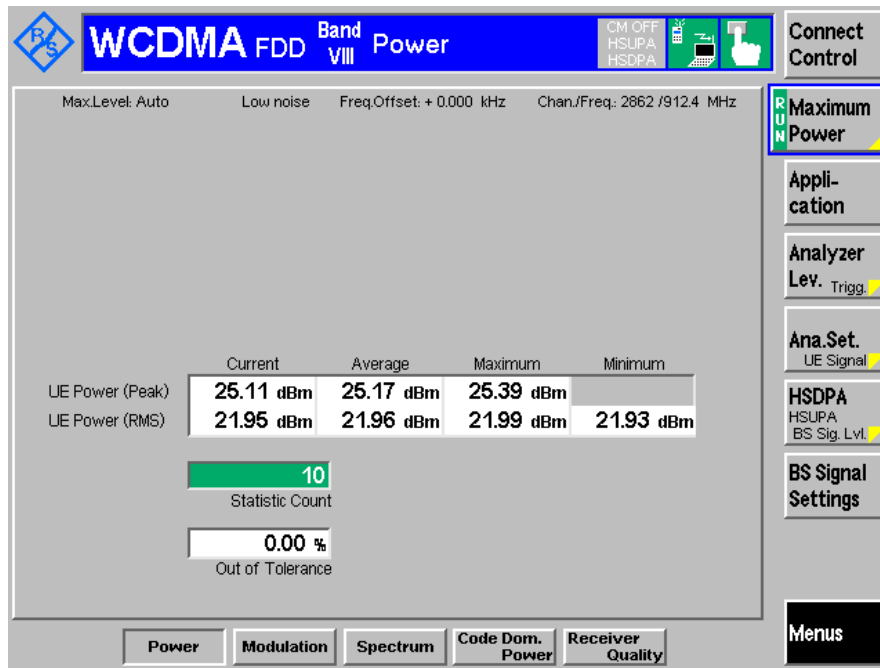 R&S
WCDMA FDD Band VIII Power
CM OFF
HSUPA
HSDPA
Connect Control
Max.Level: Auto Low noise Freq.Offset: + 0.000 kHz Chan./Freq.: 2862 /912.4 MHz
RUN Maximum Power
Appli-
cation
Analyzer
Lev. Trigg.
Ana.Set.
UE Signal
Current Average Maximum Minimum
UE Power (Peak) 25.11 dBm 25.17 dBm 25.39 dBm
UE Power (RMS) 21.95 dBm 21.96 dBm 21.99 dBm 21.93 dBm
HSDPA
HSUPA
BS Sig. Lvl.
10
Statistic Count
BS Signal
Settings
0.00 %
Out of Tolerance
Power Modulation Spectrum Code Dom. Power Receiver Quality
Menus